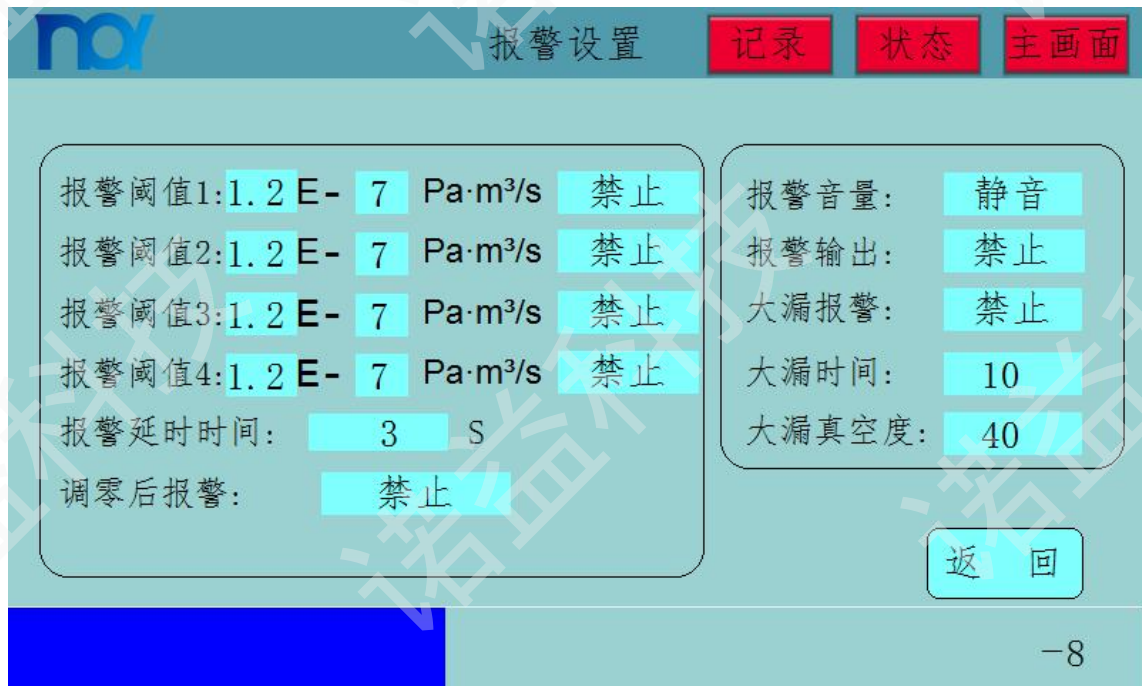 noy 报警设置 记录 状态 主画面
报警阈值1:1.2 E- 7 Pa·m³/s 禁止
报警阈值2:1.2 E- 7 Pa·m³/s 禁止
报警阈值3:1.2 E- 7 Pa·m³/s 禁止
报警阈值4:1.2 E- 7 Pa·m³/s 禁止
报警延时时间: 3 S
调零后报警: 禁止
报警音量: 静音
报警输出: 禁止
大漏报警: 禁止
大漏时间: 10
大漏真空度: 40
返 回
-8
诺益科技